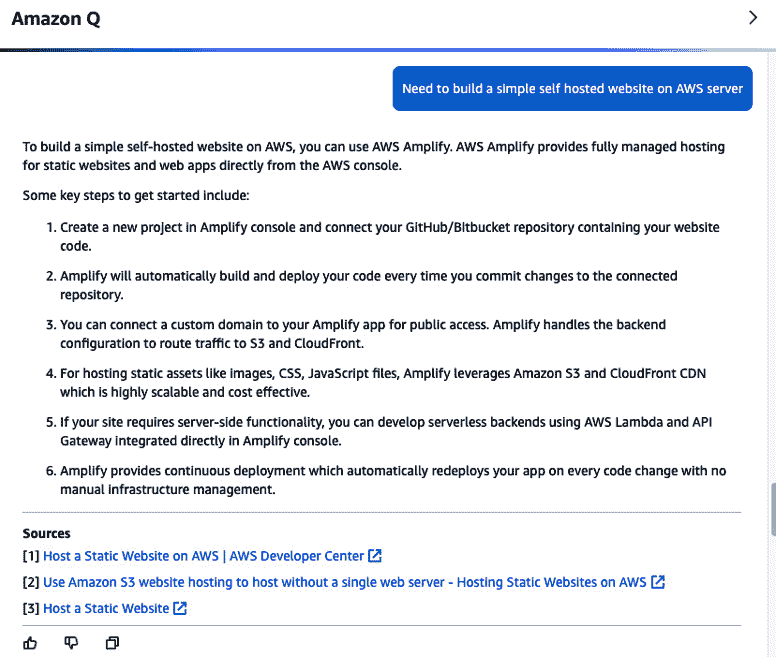 Amazon Q
Need to build a simple self hosted website on AWS server
To build a simple self-hosted website on AWS, you can use AWS Amplify. AWS Amplify provides fully managed hosting
for static websites and web apps directly from the AWS console.
Some key steps to get started include:
1. Create a new project in Amplify console and connect your GitHub/Bitbucket repository containing your website
code.
2. Amplify will automatically build and deploy your code every time you commit changes to the connected
repository.
3. You can connect a custom domain to your Amplify app for public access. Amplify handles the backend
configuration to route traffic to S3 and CloudFront.
4. For hosting static assets like images, CSS, JavaScript files, Amplify leverages Amazon S3 and CloudFront CDN
which is highly scalable and cost effective.
5. If your site requires server-side functionality, you can develop serverless backends using AWS Lambda and API
Gateway integrated directly in Amplify console.
6. Amplify provides continuous deployment which automatically redeploys your app on every code change with no
manual infrastructure management.
Sources
[1] Host a Static Website on AWS | AWS Developer Center
[2] Use Amazon S3 website hosting to host without a single web server - Hosting Static Websites on AWS
[3] Host a Static Website